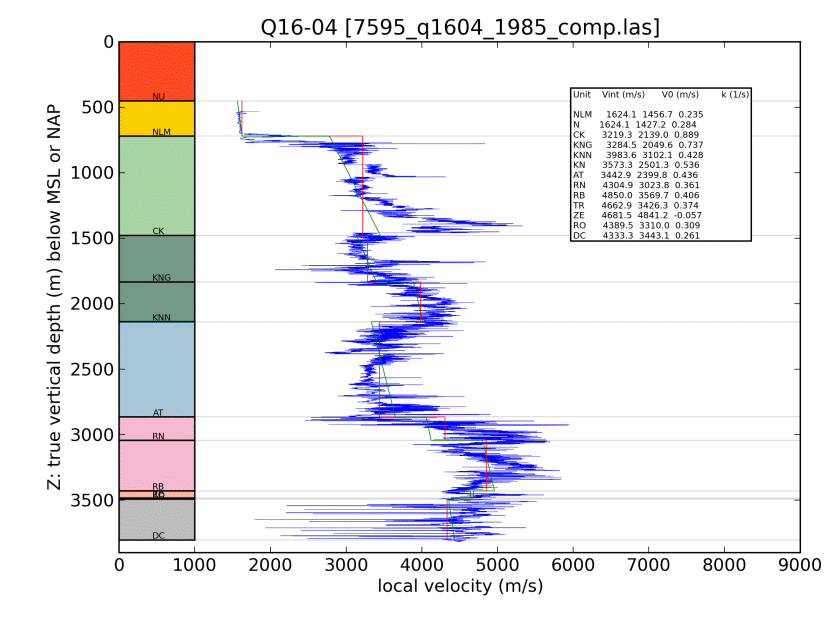 Q16-04 [7595_q1604_1985_comp.las]
Z: true vertical depth (m) below MSL or NAP
0
500
1000
1500
2000
2500
3000
3500
NU
NLM
CK
KNG
KNN
AT
RN
RB
DC
Unit Vint (m/s) V0 (m/s) k (1/s)
NLM 1624.1 1456.7 0.235
N 1624.1 1427.2 0.284
CK 3219.3 2139.0 0.889
KNG 3284.5 2049.6 0.737
KNN 3983.6 3102.1 0.428
KN 3573.3 2501.3 0.536
AT 3442.9 2399.8 0.436
RN 4304.9 3023.8 0.361
RB 4850.0 3569.7 0.406
TR 4662.9 3426.3 0.374
ZE 4681.5 4841.2 -0.057
RO 4389.5 3310.0 0.309
DC 4333.3 3443.1 0.261
0 1000 2000 3000 4000 5000 6000 7000 8000 9000
local velocity (m/s)